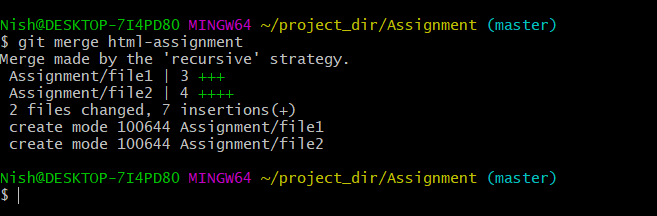 Nish@DESKTOP-7I4PD8O MINGW64 ~/project_dir/Assignment (master)
$ git merge html-assignment
Merge made by the 'recursive' strategy.
 Assignment/file1 | 3 +++
 Assignment/file2 | 4 ++++
 2 files changed, 7 insertions(+)
 create mode 100644 Assignment/file1
 create mode 100644 Assignment/file2

Nish@DESKTOP-7I4PD8O MINGW64 ~/project_dir/Assignment (master)
$